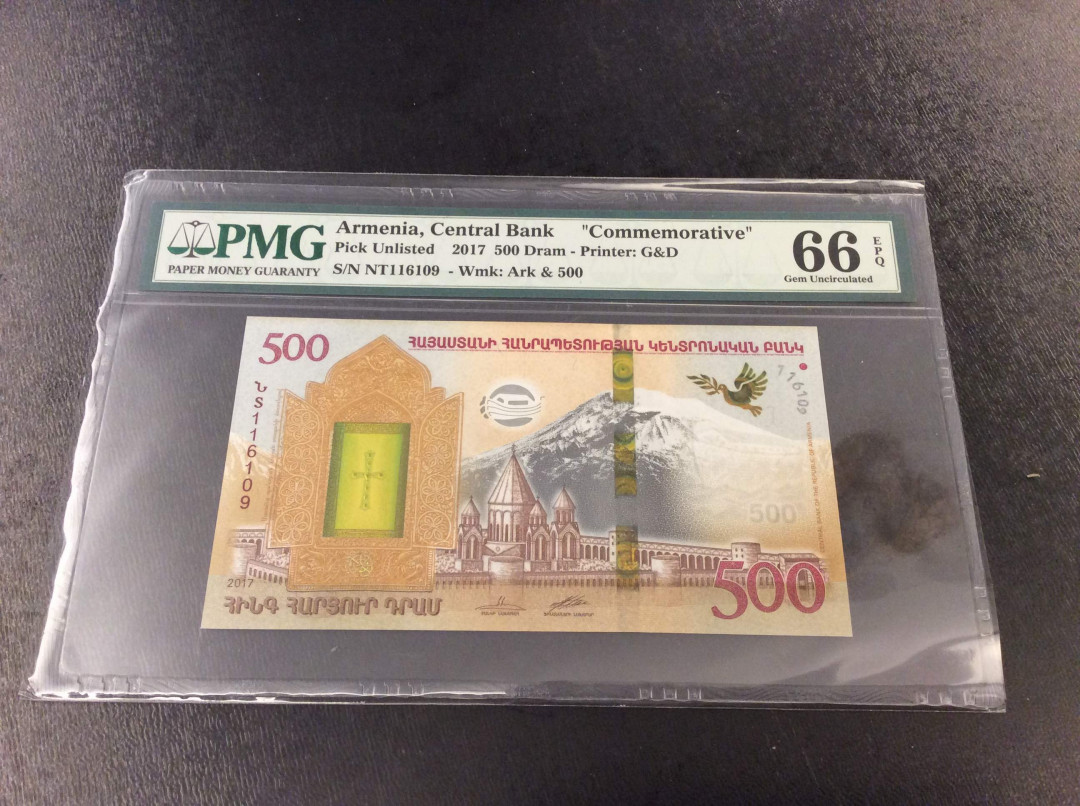 PMG
PAPER MONEY GUARANTY
Armenia, Central Bank "Commemorative"
Pick Unlisted 2017 500 Dram - Printer: G&D
S/N NT116109 - Wmk: Ark & 500
66 EPQ
Gem Uncirculated
500
ՀԱՅԱՍՏԱՆԻ ՀԱՆՐԱՊԵՏՈՒԹՅԱՆ ԿԵՆՏՐՈՆԱԿԱՆ ԲԱՆԿ
ՆՏ116109
116109
500
500
2017
ՀԻՆԳ ՀԱՐՅՈՒՐ ԴՐԱՄ